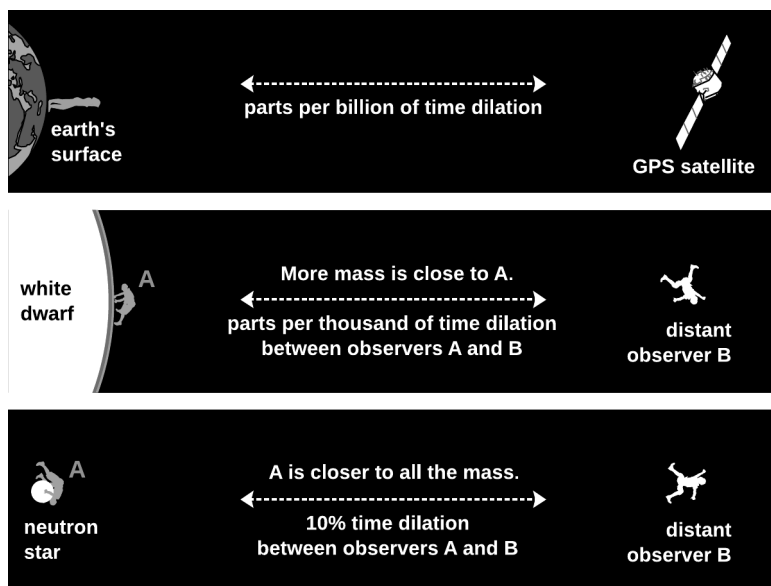 parts per billion of time dilation
earth's
surface
GPS satellite
white
dwarf
A
More mass is close to A.
parts per thousand of time dilation
between observers A and B
distant
observer B
A
neutron
star
A is closer to all the mass.
10% time dilation
between observers A and B
distant
observer B